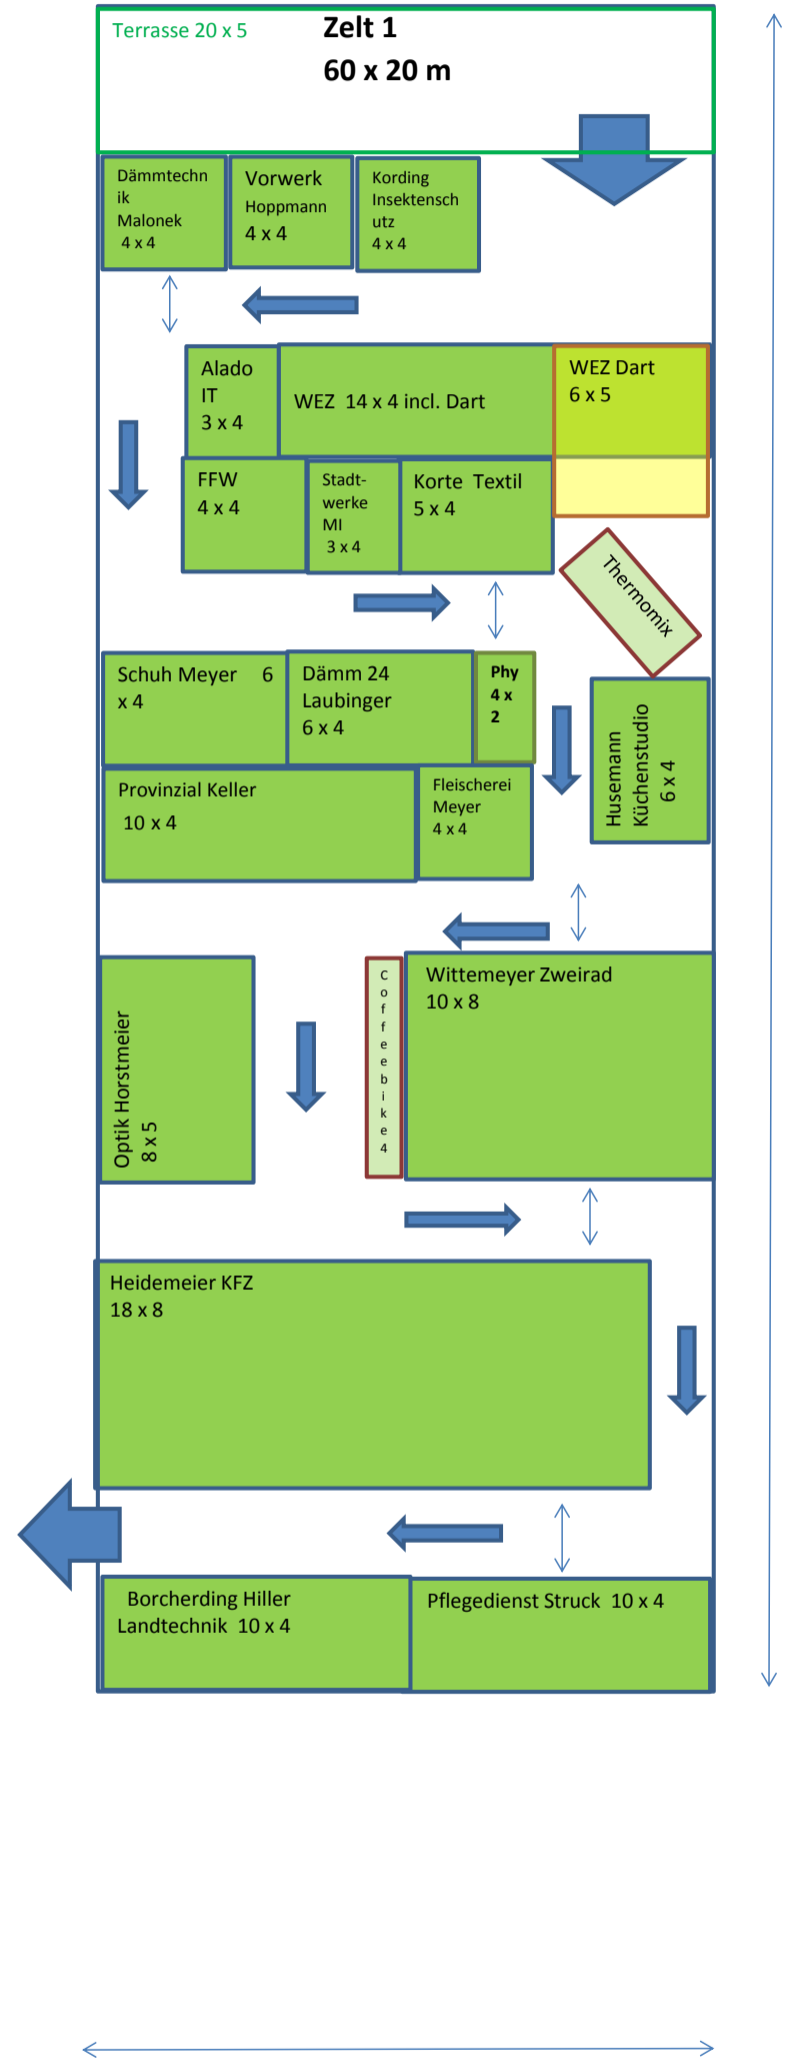 Terrasse 20 x 5
Zelt 1
60 x 20 m
Dämmtechn
ik
Malonek
4 x 4
Vorwerk
Hoppmann
4 x 4
Kording
Insektensch
utz
4 x 4
Alado
IT
3 x 4
WEZ 14 x 4 incl. Dart
WEZ Dart
6 x 5
FFW
4 x 4
Stadt-
werke
MI
3 x 4
Korte Textil
5 x 4
Thermomix
Schuh Meyer 6
x 4
Dämm 24
Laubinger
6 x 4
Phy
4 x
2
Husemann
Küchenstudio
6 x 4
Provinzial Keller
10 x 4
Fleischerei
Meyer
4 x 4
Optik Horstmeier
8 x 5
C
o
f
f
e
e
b
i
k
e
4
Wittemeyer Zweirad
10 x 8
Heidemeier KFZ
18 x 8
Borcherding Hiller
Landtechnik 10 x 4
Pflegedienst Struck 10 x 4